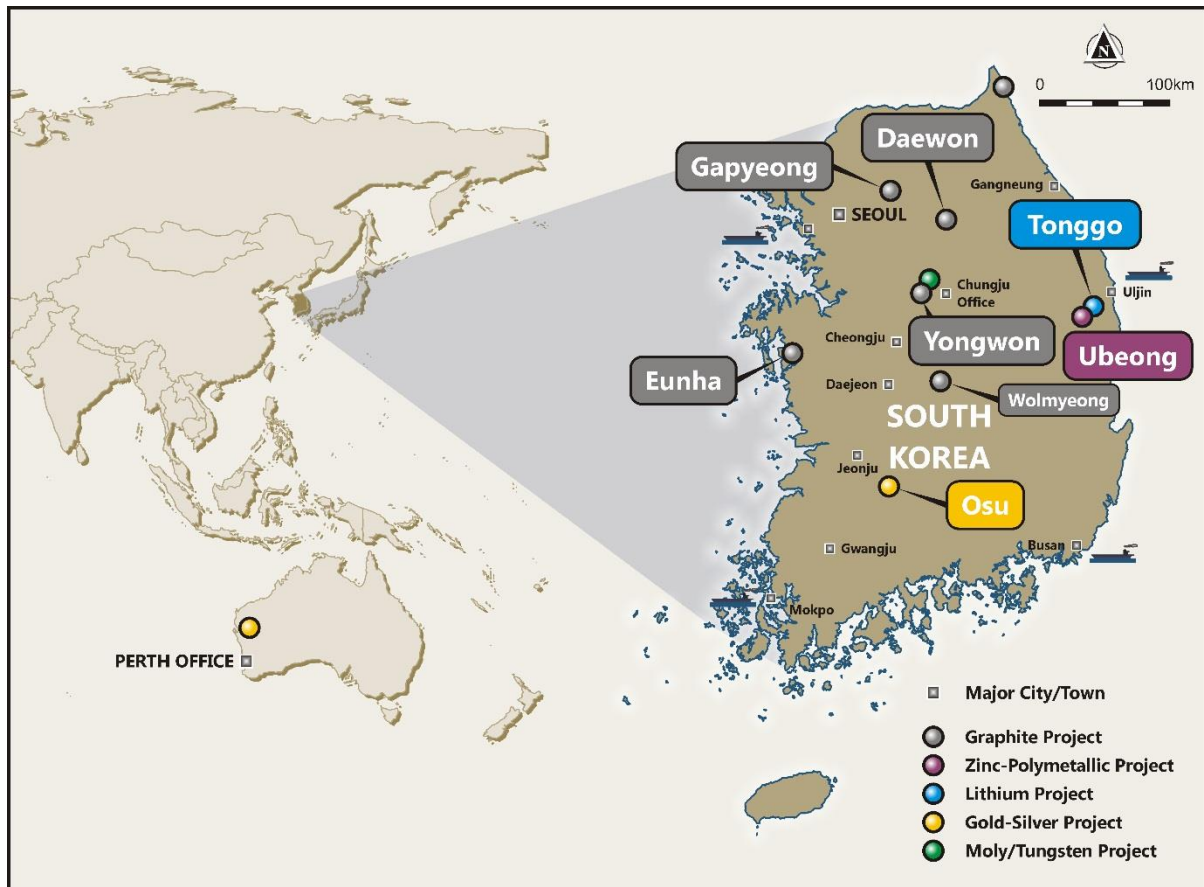 N
0 100km
Daewon
Gapyeong
Gangneung
SEOUL
Tonggo
Uljin
Chungju
Office
Yongwon
Cheongju
Ubeong
Eunha
Daejeon
Wolmyeong
SOUTH
KOREA
Jeonju
Osu
Gwangju
Busan
Mokpo
PERTH OFFICE
Major City/Town
Graphite Project
Zinc-Polymetallic Project
Lithium Project
Gold-Silver Project
Moly/Tungsten Project